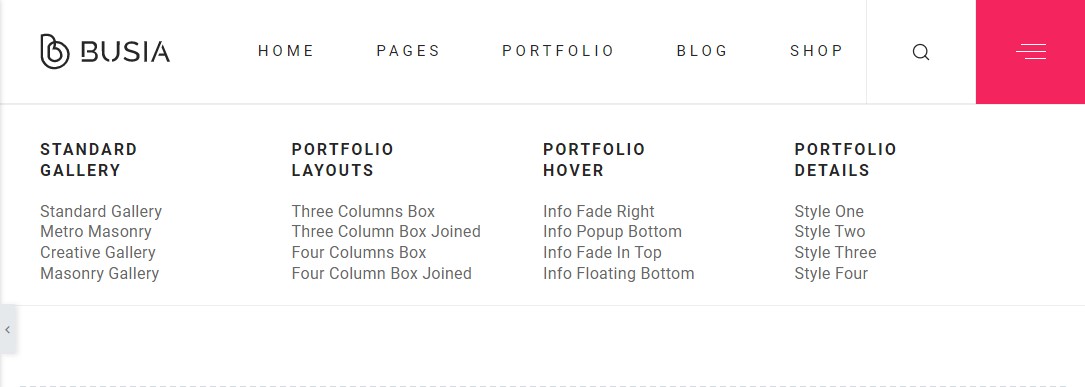 BUSIA
HOME PAGES PORTFOLIO BLOG SHOP
STANDARD GALLERY
Standard Gallery
Metro Masonry
Creative Gallery
Masonry Gallery
PORTFOLIO LAYOUTS
Three Columns Box
Three Column Box Joined
Four Columns Box
Four Column Box Joined
PORTFOLIO HOVER
Info Fade Right
Info Popup Bottom
Info Fade In Top
Info Floating Bottom
PORTFOLIO DETAILS
Style One
Style Two
Style Three
Style Four